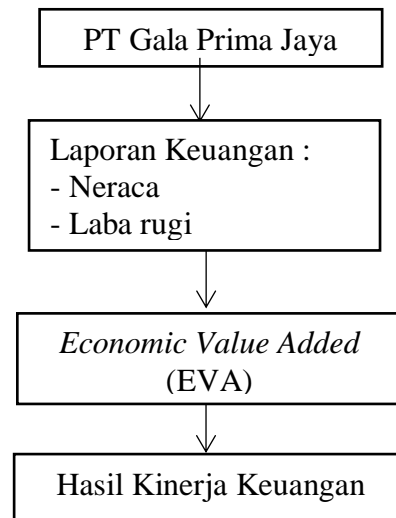 PT Gala Prima Jaya
Laporan Keuangan :
- Neraca
- Laba rugi
Economic Value Added
(EVA)
Hasil Kinerja Keuangan